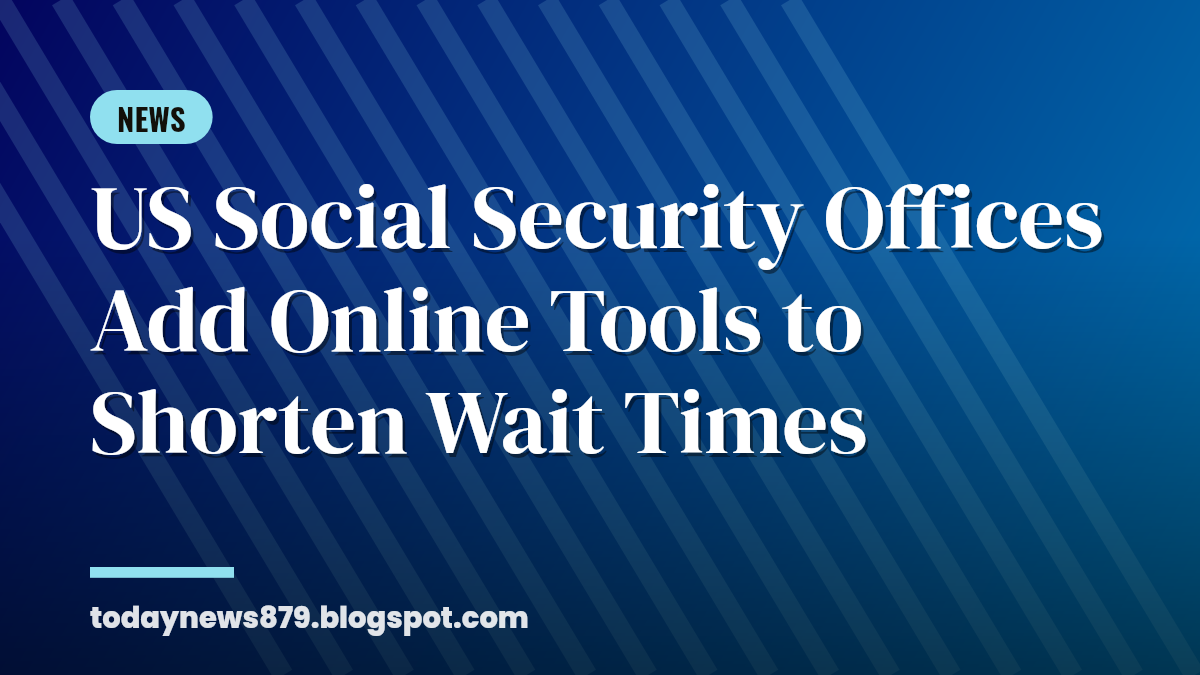 NEWS
US Social Security Offices
Add Online Tools to
Shorten Wait Times
todaynews879.blogspot.com